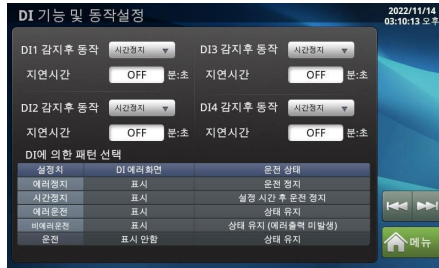 DI 기능 및 동작설정
2022/11/14
03:10:13 오후
DI1 감지후 동작 시간정지 DI3 감지후 동작 시간정지
지연시간 OFF 분:초 지연시간 OFF 분:초
DI2 감지후 동작 시간정지 DI4 감지후 동작 시간정지
지연시간 OFF 분:초 지연시간 OFF 분:초
DI에 의한 패턴 선택
설정치 DI 에러화면 운전 상태
에러정지 표시 운전 정지
시간정지 표시 설정 시간 후 운전 정지
에러운전 표시 상태 유지
비에러운전 표시 상태 유지 (에러출력 미발생)
운전 표시 안함 상태 유지
메뉴